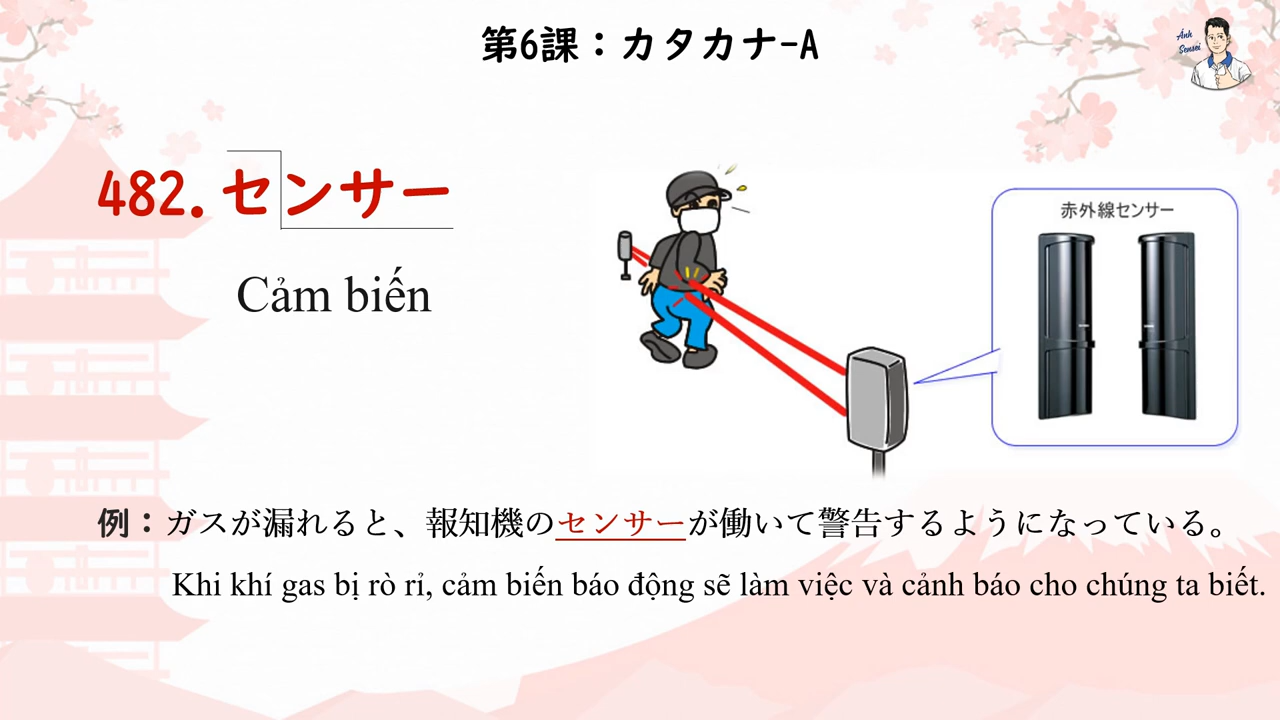 第6課：カタカナ-A
Anh
Sensei
482. センサー
Cảm biến
赤外線センサー
例：ガスが漏れると、報知機のセンサーが働いて警告するようになっている。
Khi khí gas bị rò rỉ, cảm biến báo động sẽ làm việc và cảnh báo cho chúng ta biết.